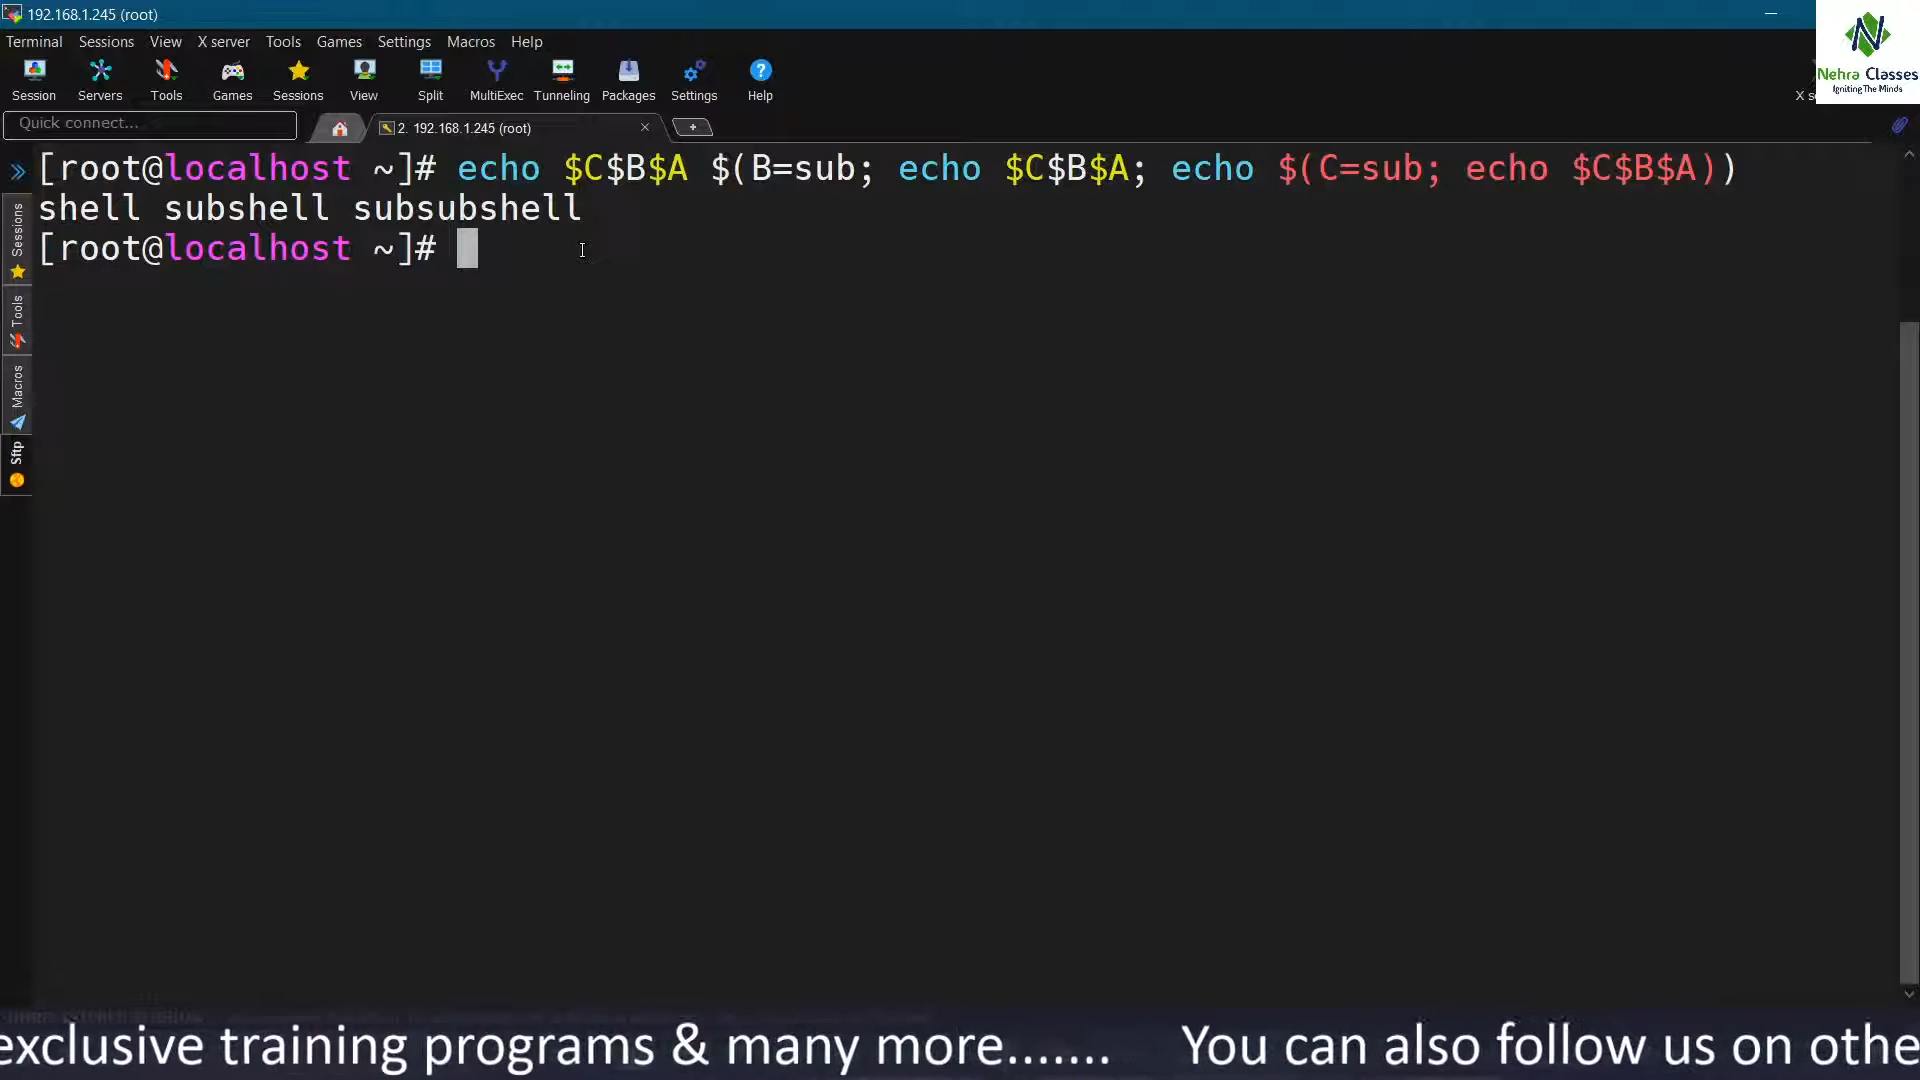 192.168.1.245 (root)
Terminal Sessions View X server Tools Games Settings Macros Help
Session Servers Tools Games Sessions View Split MultiExec Tunneling Packages Settings Help
X se
Nehra Classes
Igniting The Minds
Quick connect...
2. 192.168.1.245 (root)
[root@localhost ~]# echo $C$B$A $(B=sub; echo $C$B$A; echo $(C=sub; echo $C$B$A))
shell subshell subsubshell
[root@localhost ~]#
Sessions
Tools
Macros
Sftp
exclusive training programs & many more....... You can also follow us on othe